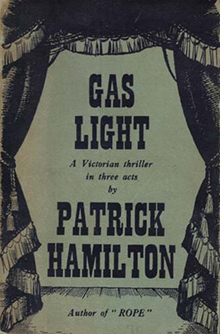 GAS
LIGHT
A Victorian thriller
in three acts
by
PATRICK
HAMILTON
Author of "ROPE"